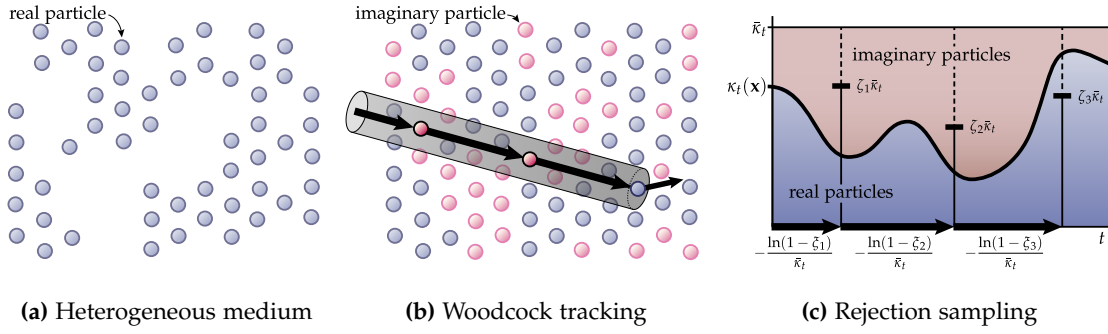 real particle
(a) Heterogeneous medium
imaginary particle
(b) Woodcock tracking
κ̄ₜ
κₜ(x)
imaginary particles
real particles
ζ₁κ̄ₜ
ζ₂κ̄ₜ
ζ₃κ̄ₜ
t
−ln(1−ξ₁)/κ̄ₜ
−ln(1−ξ₂)/κ̄ₜ
−ln(1−ξ₃)/κ̄ₜ
(c) Rejection sampling